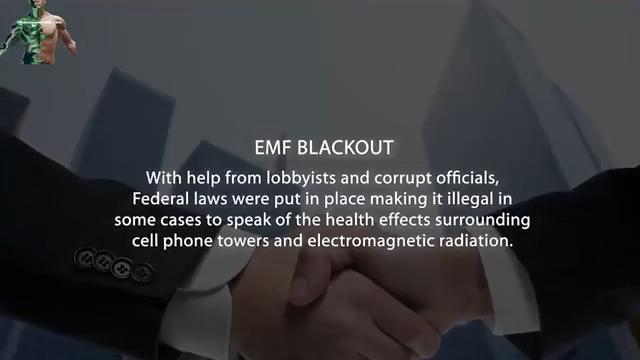 EMF BLACKOUT
With help from lobbyists and corrupt officials,
Federal laws were put in place making it illegal in
some cases to speak of the health effects surrounding
cell phone towers and electromagnetic radiation.